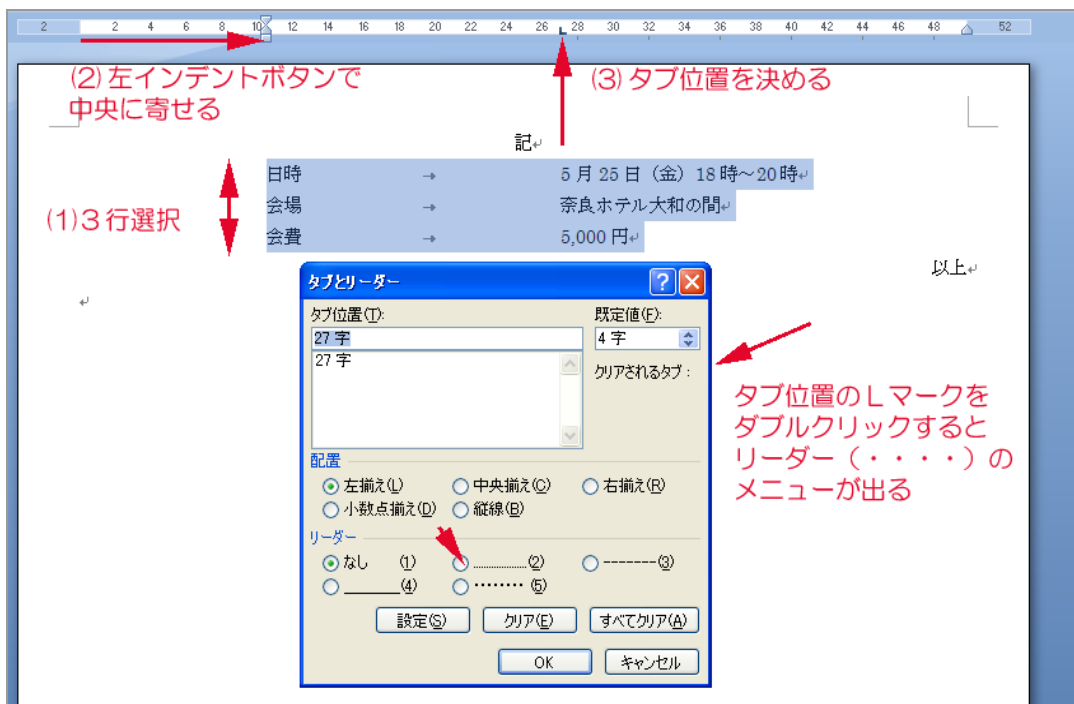 2 2 4 6 8 10 12 14 16 18 20 22 24 26 28 30 32 34 36 38 40 42 44 46 48 52
(2)左インデントボタンで
中央に寄せる
(3)タブ位置を決める
記↵
日時 → 5月25日（金）18時～20時↵
会場 → 奈良ホテル大和の間↵
会費 → 5,000円↵
(1)3行選択
以上↵
↵
タブとリーダー
タブ位置(T): 既定値(F):
27字 4字
27字
クリアされるタブ：
配置
左揃え(L) 中央揃え(C) 右揃え(R)
小数点揃え(D) 縦線(B)
リーダー
なし (1) ..........(2) -------(3)
______(4) ‥‥‥‥ (5)
設定(S) クリア(E) すべてクリア(A)
OK キャンセル
タブ位置のLマークを
ダブルクリックすると
リーダー（・・・・）の
メニューが出る